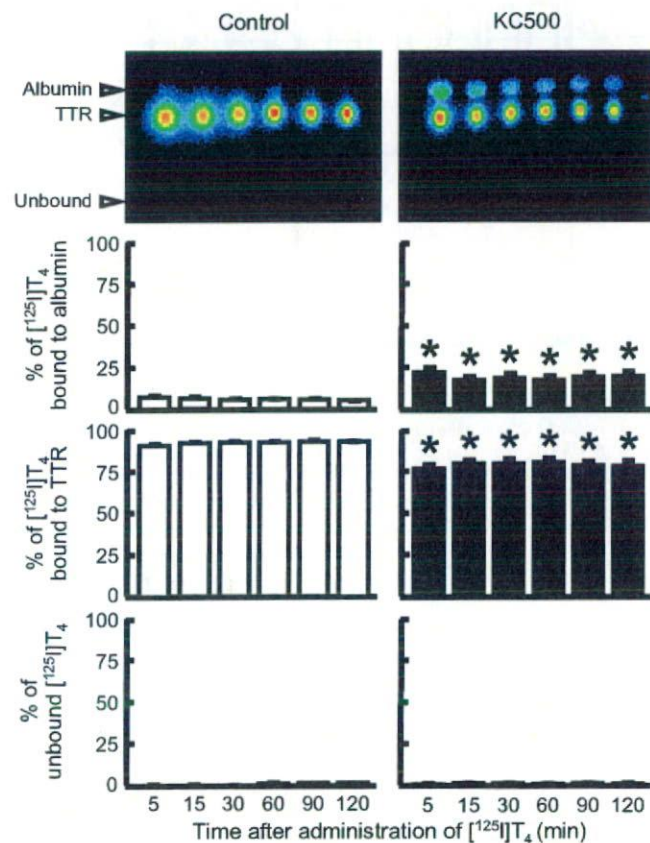 Control KC500
Albumin
TTR
Unbound
100
75
50
25
0
% of [¹²⁵I]T₄
bound to albumin
* * * * * *
100
75
50
25
0
% of [¹²⁵I]T₄
bound to TTR
* * * * * *
100
75
50
25
0
% of
unbound [¹²⁵I]T₄
5 15 30 60 90 120 5 15 30 60 90 120
Time after administration of [¹²⁵I]T₄ (min)